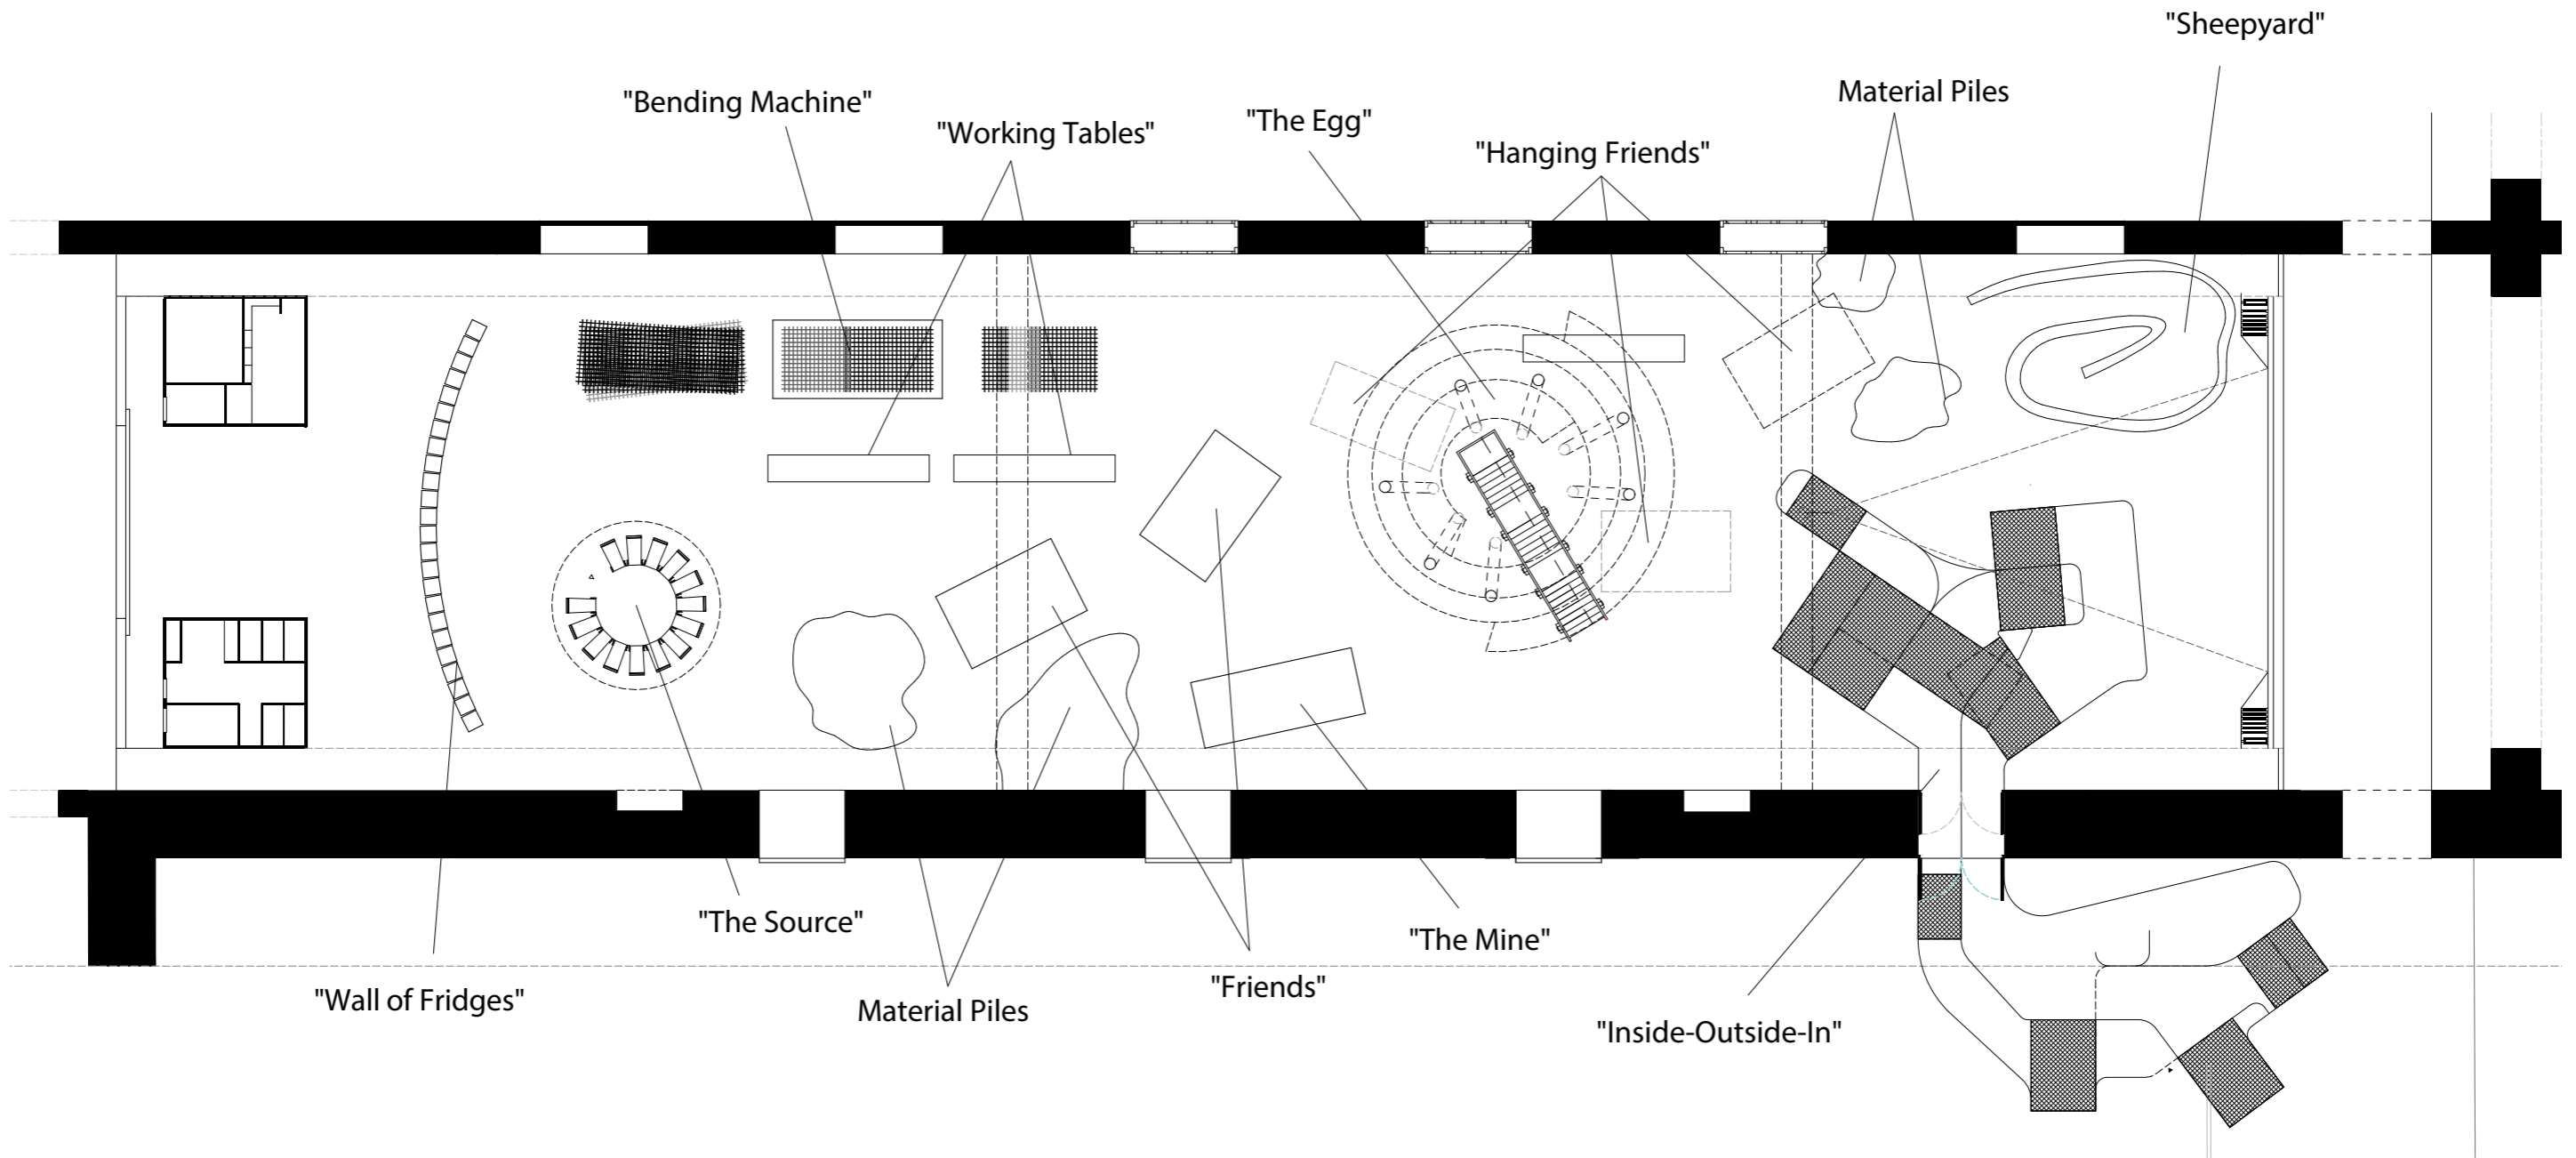 "Sheepyard"
"Bending Machine"
"Working Tables"
"The Egg"
"Hanging Friends"
Material Piles
"The Source"
"Wall of Fridges"
Material Piles
"Friends"
"The Mine"
"Inside-Outside-In"